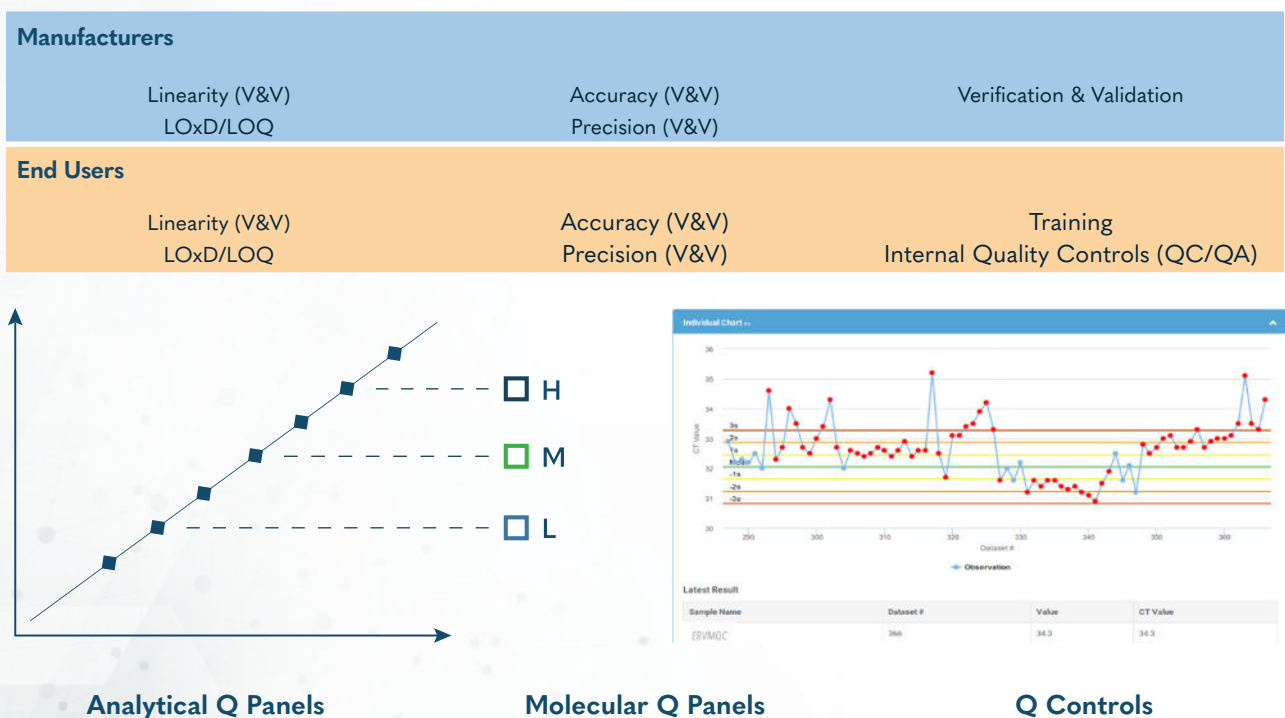 Manufacturers
Linearity (V&V) Accuracy (V&V) Verification & Validation
LOxD/LOQ Precision (V&V)
End Users
Linearity (V&V) Accuracy (V&V) Training
LOxD/LOQ Precision (V&V) Internal Quality Controls (QC/QA)
H
M
L
Individual Chart
36
35
34
33
32
31
30
CT Value
3s
2s
1s
-1s
-2s
-3s
290 300 310 320 330 340 350 360
Dataset #
Observation
Latest Result
Sample Name Dataset # Value CT Value
EBVMQC 366 34.3 34.3
Analytical Q Panels Molecular Q Panels Q Controls